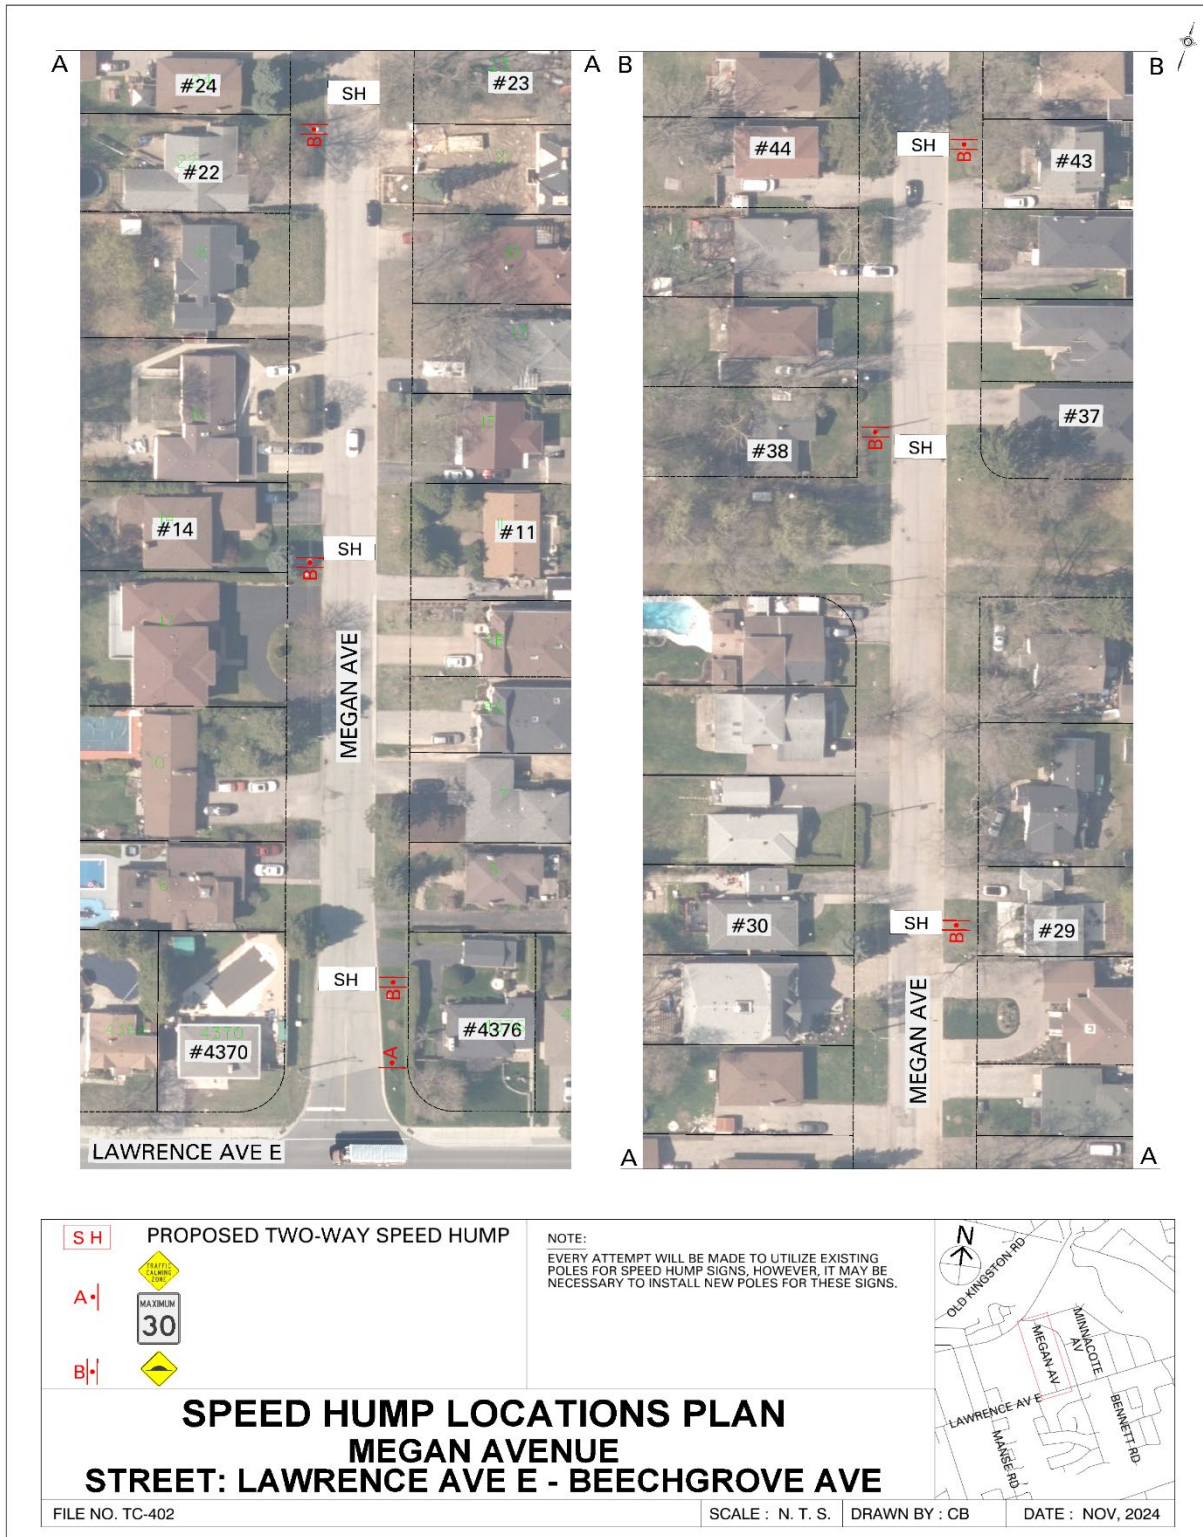 A
A
#24
#23
SH
B
#22
#14
#11
SH
B
MEGAN AVE
SH
B
A
4370
#4370
#4376
LAWRENCE AVE E
B
B
#44
SH
B
#43
#37
B
#38
SH
#30
SH
B
#29
MEGAN AVE
A
A
S H
PROPOSED TWO-WAY SPEED HUMP
TRAFFIC
CALMING
ZONE
A
MAXIMUM
30
B
NOTE:
EVERY ATTEMPT WILL BE MADE TO UTILIZE EXISTING
POLES FOR SPEED HUMP SIGNS, HOWEVER, IT MAY BE
NECESSARY TO INSTALL NEW POLES FOR THESE SIGNS.
N
OLD KINGSTON RD
MINNACOTE
AV
MEGAN AV
LAWRENCE AV E
MANSE RD
BENNETT RD
SPEED HUMP LOCATIONS PLAN
MEGAN AVENUE
STREET: LAWRENCE AVE E - BEECHGROVE AVE
FILE NO. TC-402
SCALE : N. T. S.
DRAWN BY : CB
DATE : NOV, 2024